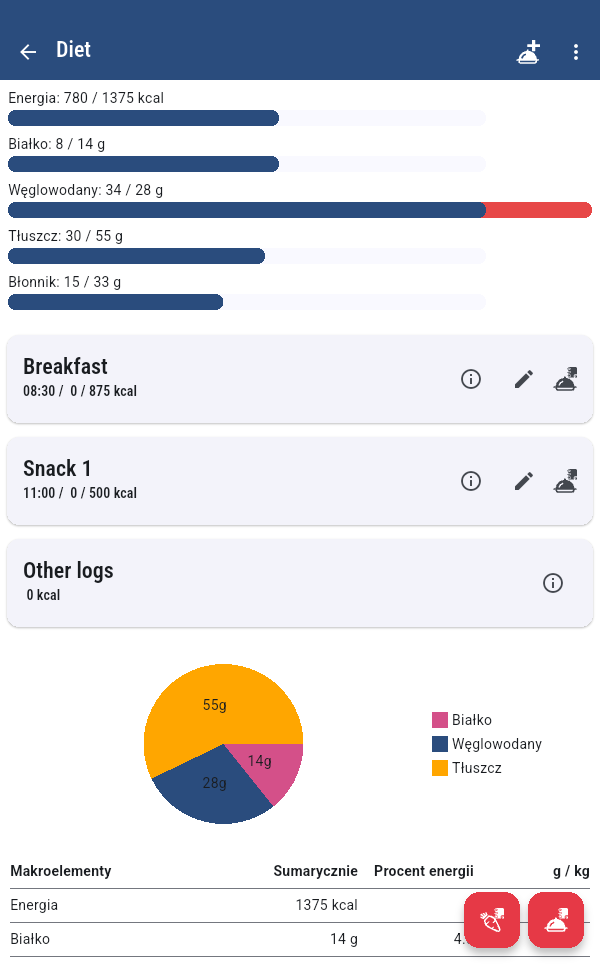 Diet
Energia: 780 / 1375 kcal
Białko: 8 / 14 g
Węglowodany: 34 / 28 g
Tłuszcz: 30 / 55 g
Błonnik: 15 / 33 g
Breakfast
08:30 / 0 / 875 kcal
Snack 1
11:00 / 0 / 500 kcal
Other logs
0 kcal
55g
14g
28g
Białko
Węglowodany
Tłuszcz
Makroelementy Sumarycznie Procent energii g / kg
Energia 1375 kcal
Białko 14 g 4.